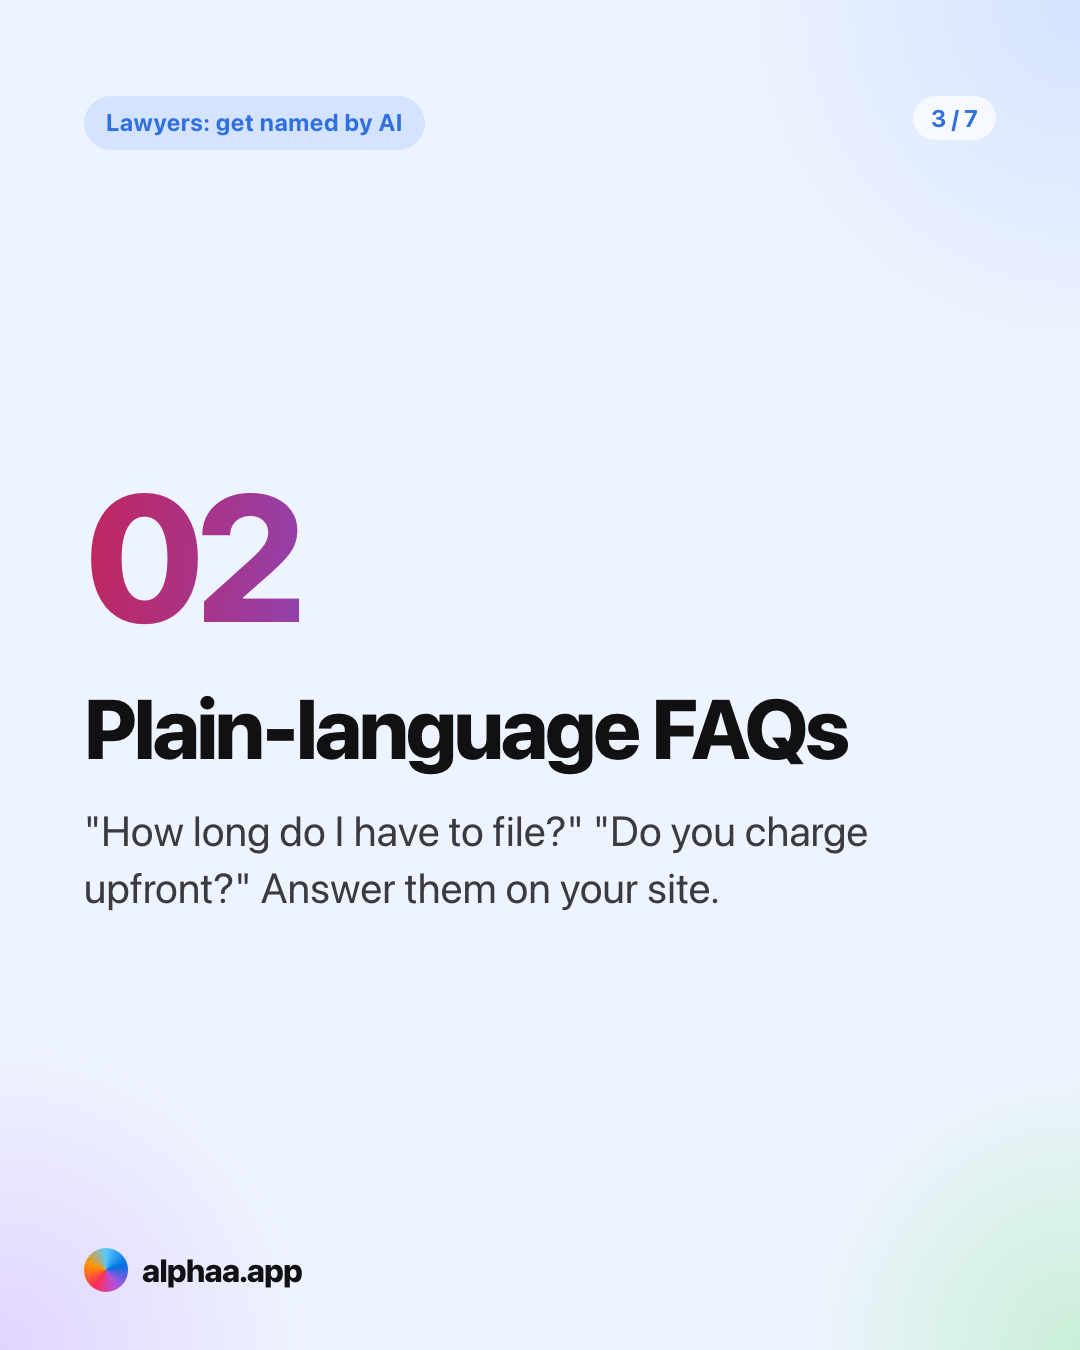 Lawyers: get named by AI
3 / 7
02
Plain-language FAQs
"How long do I have to file?" "Do you charge
upfront?" Answer them on your site.
alphaa.app